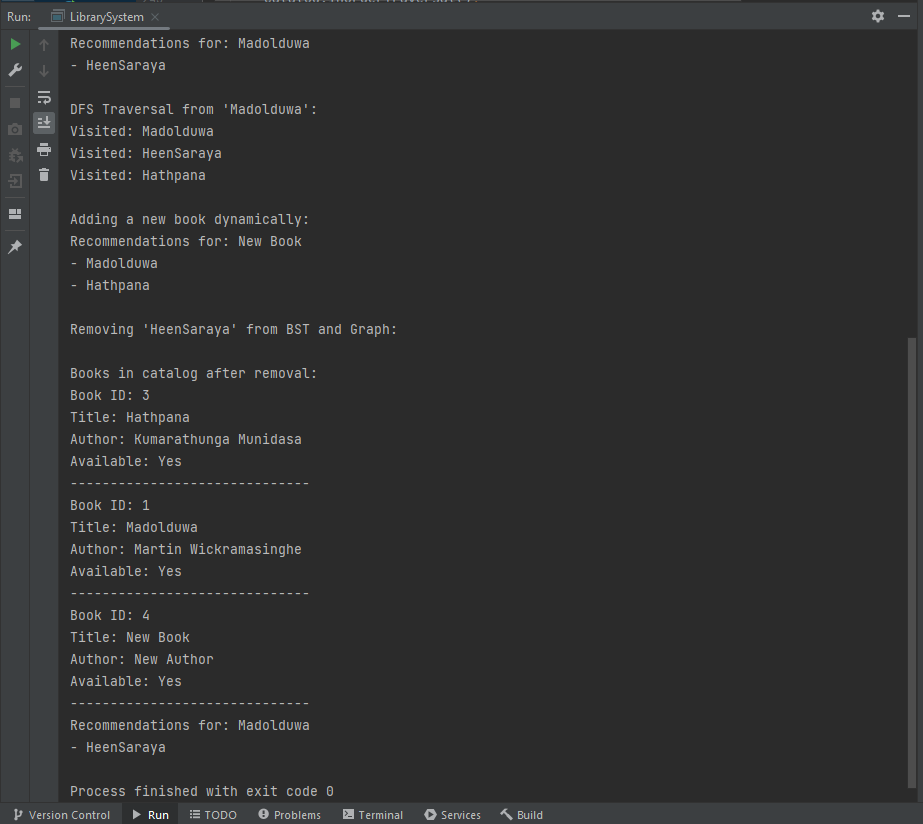 Run: LibrarySystem
Recommendations for: Madolduwa
- HeenSaraya
DFS Traversal from 'Madolduwa':
Visited: Madolduwa
Visited: HeenSaraya
Visited: Hathpana
Adding a new book dynamically:
Recommendations for: New Book
- Madolduwa
- Hathpana
Removing 'HeenSaraya' from BST and Graph:
Books in catalog after removal:
Book ID: 3
Title: Hathpana
Author: Kumarathunga Munidasa
Available: Yes
------------------------------
Book ID: 1
Title: Madolduwa
Author: Martin Wickramasinghe
Available: Yes
------------------------------
Book ID: 4
Title: New Book
Author: New Author
Available: Yes
------------------------------
Recommendations for: Madolduwa
- HeenSaraya
Process finished with exit code 0
Version Control Run TODO Problems Terminal Services Build